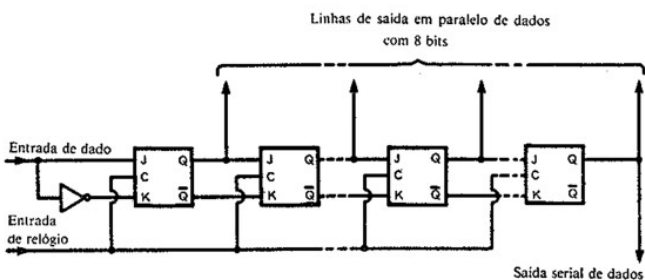 Linhas de saída em paralelo de dados
com 8 bits
Entrada de dado
J Q J Q J Q J Q
C C C C
K Q̅ K Q̅ K Q̅ K Q̅
Entrada
de relógio
Saída serial de dados